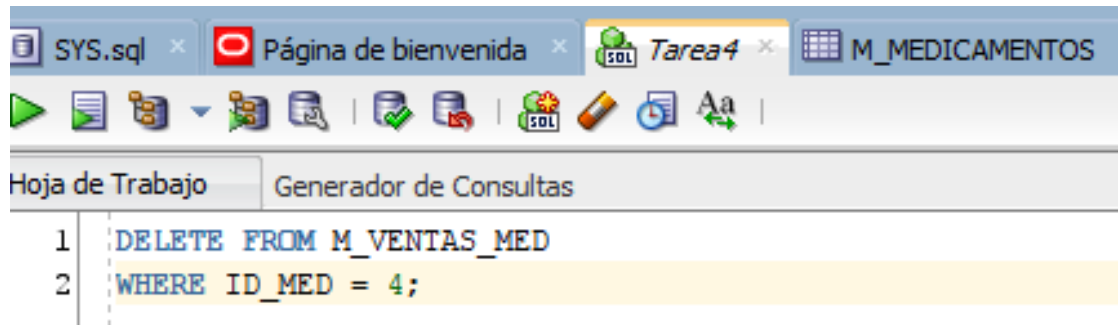 SYS.sql Página de bienvenida Tarea4 M_MEDICAMENTOS
Hoja de Trabajo Generador de Consultas
1 DELETE FROM M_VENTAS_MED
2 WHERE ID_MED = 4;